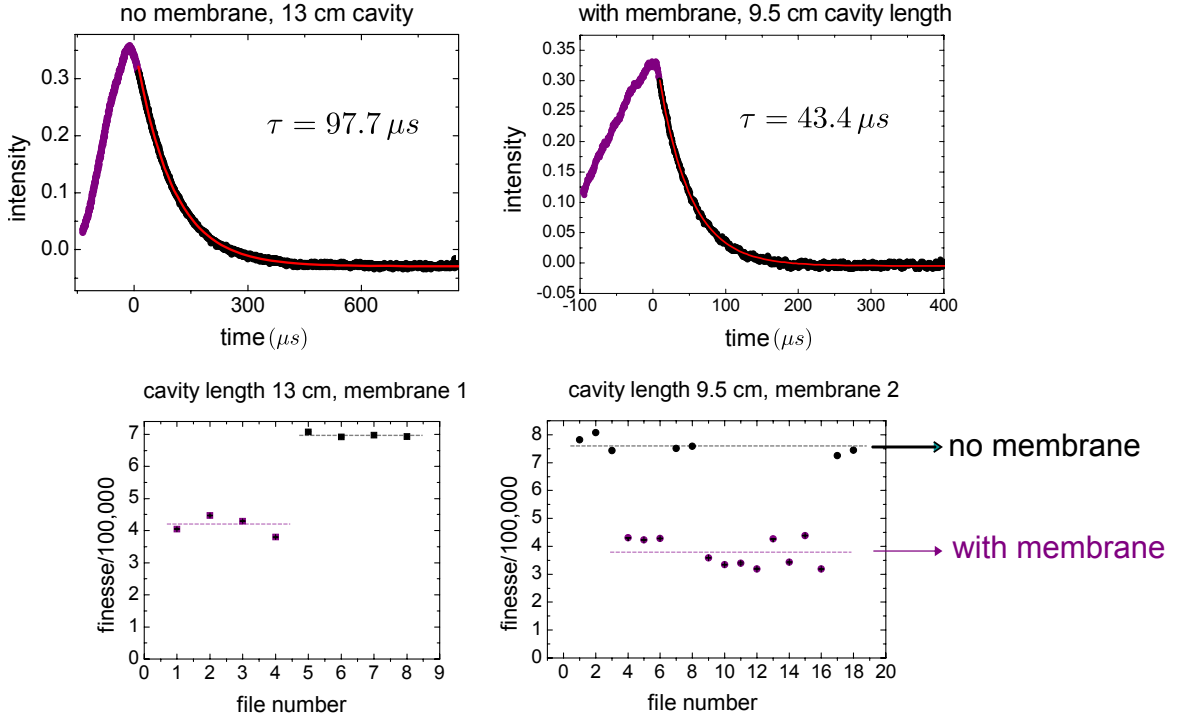 no membrane, 13 cm cavity
0.3
0.2
0.1
0.0
intensity
τ = 97.7 μs
0 300 600
time (μs)
with membrane, 9.5 cm cavity length
0.35
0.30
0.25
0.20
0.15
0.10
0.05
0.00
-0.05
intensity
τ = 43.4 μs
-100 0 100 200 300 400
time (μs)
cavity length 13 cm, membrane 1
7
6
5
4
3
2
1
0
finesse/100,000
0 1 2 3 4 5 6 7 8 9
file number
cavity length 9.5 cm, membrane 2
8
7
6
5
4
3
2
1
0
finesse/100,000
0 2 4 6 8 10 12 14 16 18 20
file number
no membrane
with membrane